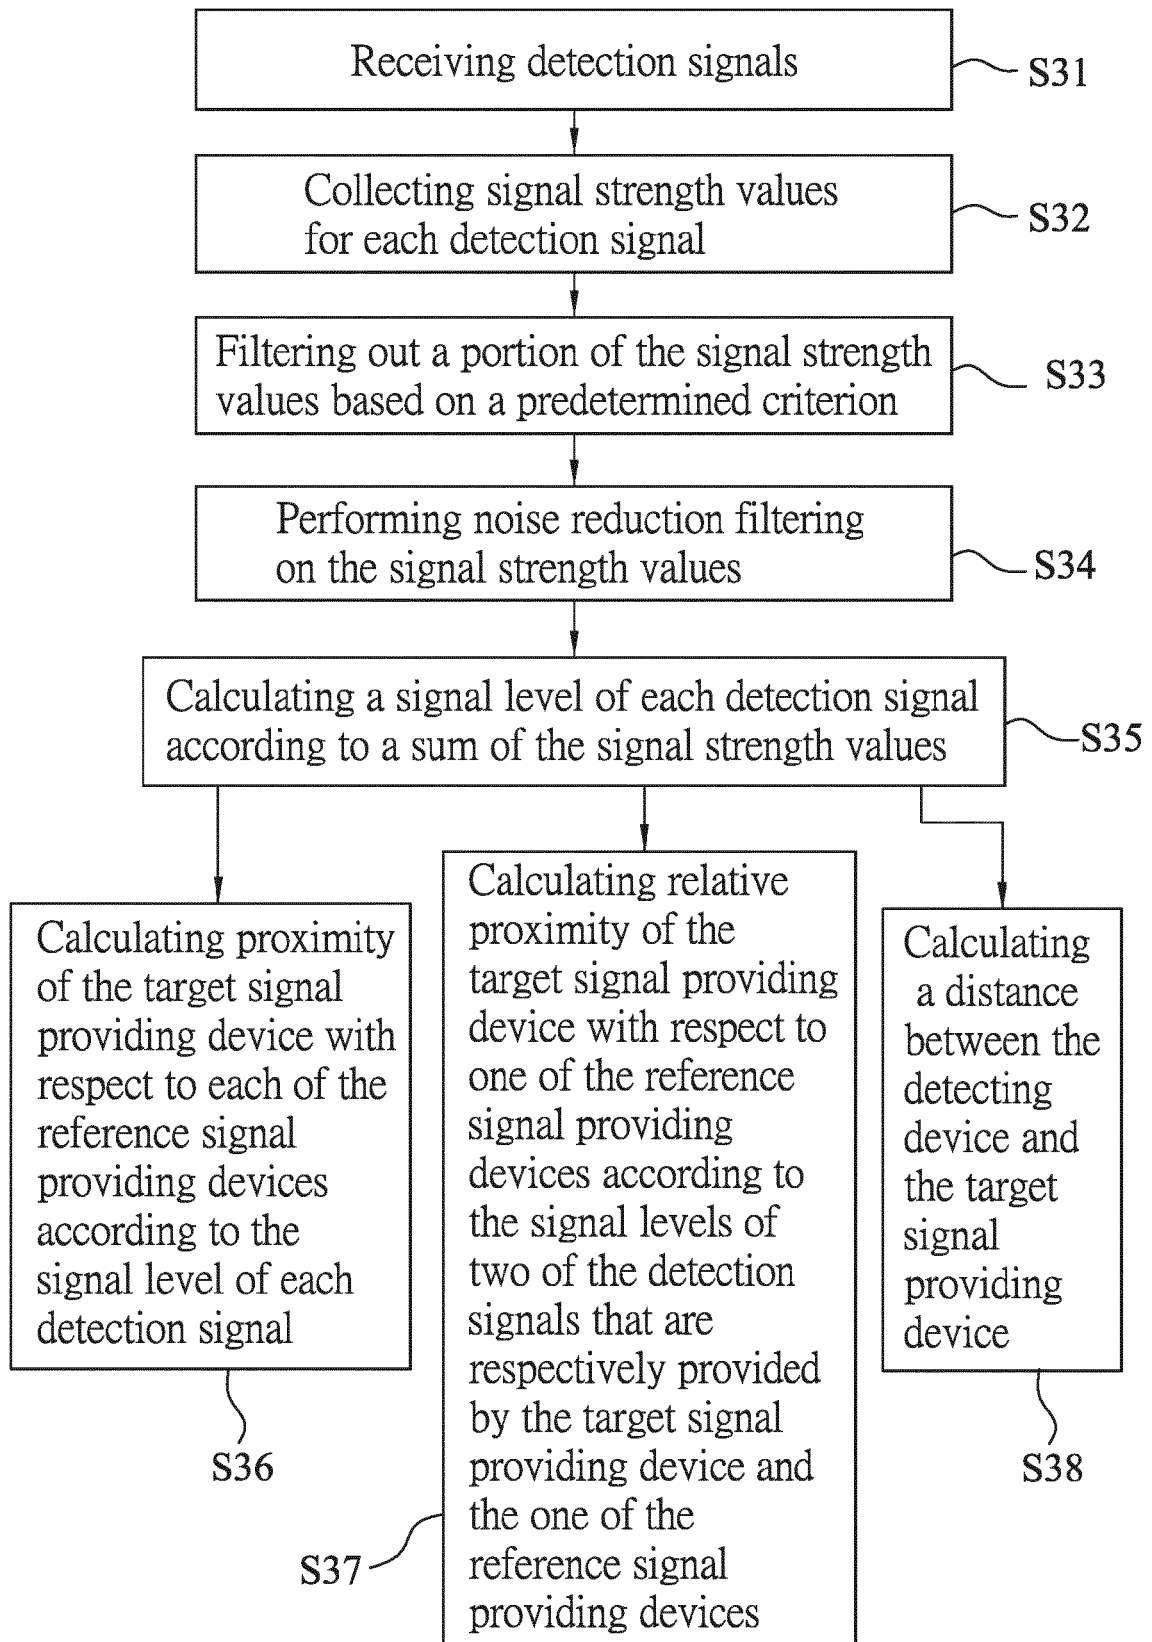 Receiving detection signals
S31
Collecting signal strength values
for each detection signal
S32
Filtering out a portion of the signal strength
values based on a predetermined criterion
S33
Performing noise reduction filtering
on the signal strength values
S34
Calculating a signal level of each detection signal
according to a sum of the signal strength values
S35
Calculating proximity
of the target signal
providing device with
respect to each of the
reference signal
providing devices
according to the
signal level of each
detection signal
S36
Calculating relative
proximity of the
target signal providing
device with respect to
one of the reference
signal providing
devices according to
the signal levels of
two of the detection
signals that are
respectively provided
by the target signal
providing device and
the one of the
reference signal
providing devices
S37
Calculating
a distance
between the
detecting
device and
the target
signal
providing
device
S38